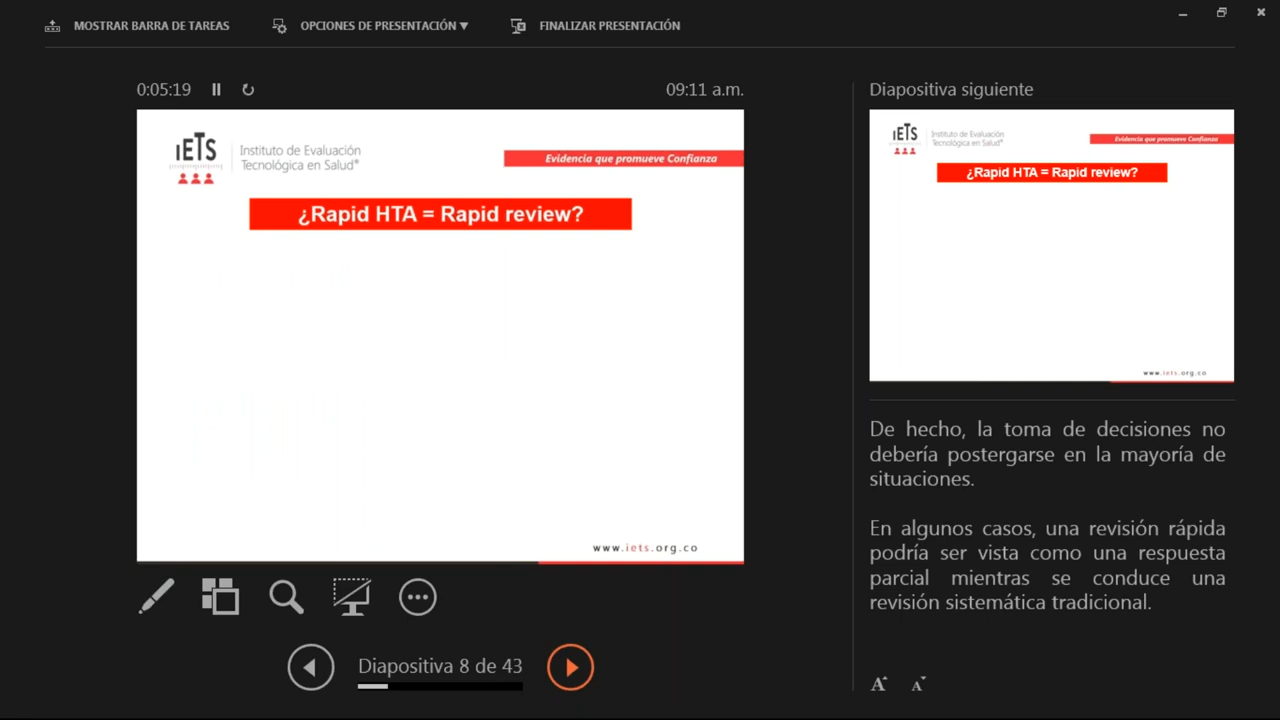 MOSTRAR BARRA DE TAREAS
OPCIONES DE PRESENTACIÓN ▼
FINALIZAR PRESENTACIÓN
0:05:19
09:11 a.m.
IETS
Instituto de Evaluación
Tecnológica en Salud®
Evidencia que promueve Confianza
¿Rapid HTA = Rapid review?
www.iets.org.co
Diapositiva 8 de 43
Diapositiva siguiente
IETS
Instituto de Evaluación
Tecnológica en Salud®
Evidencia que promueve Confianza
¿Rapid HTA = Rapid review?
www.iets.org.co
De hecho, la toma de decisiones no
debería postergarse en la mayoría de
situaciones.
En algunos casos, una revisión rápida
podría ser vista como una respuesta
parcial mientras se conduce una
revisión sistemática tradicional.
A A